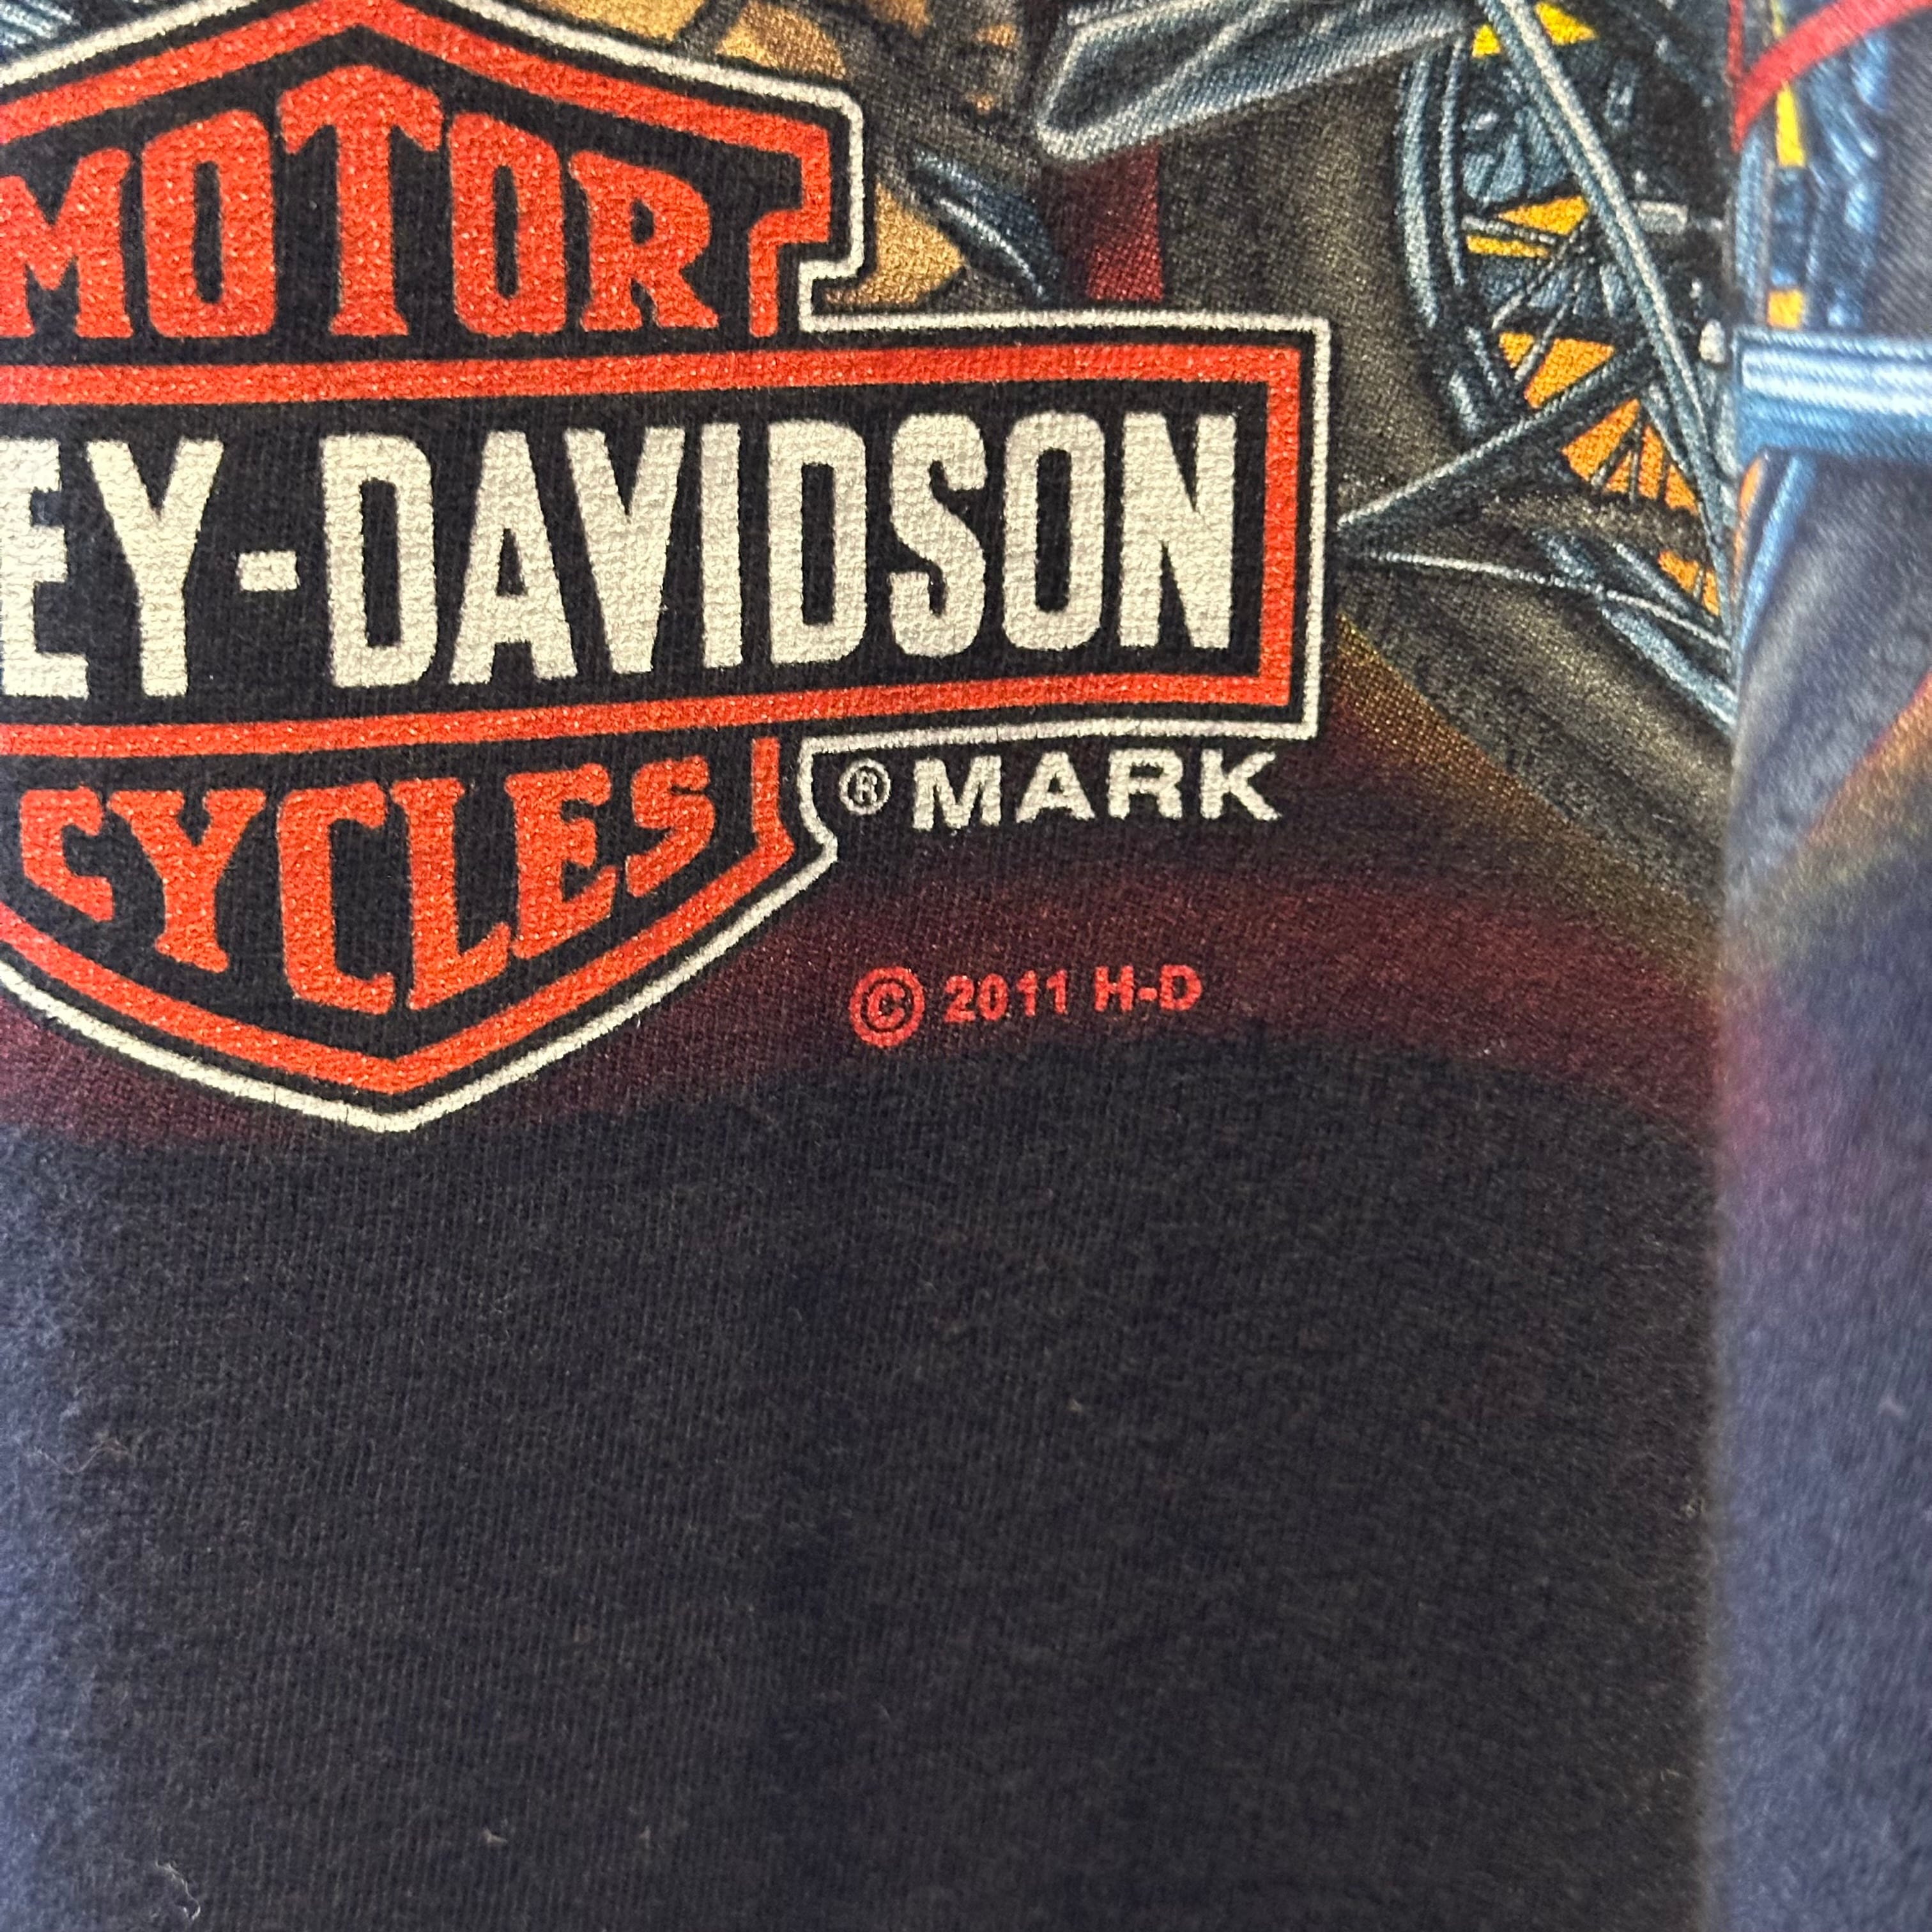 MOTOR
EY-DAVIDSON
CYCLES
® MARK
© 2011 H-D